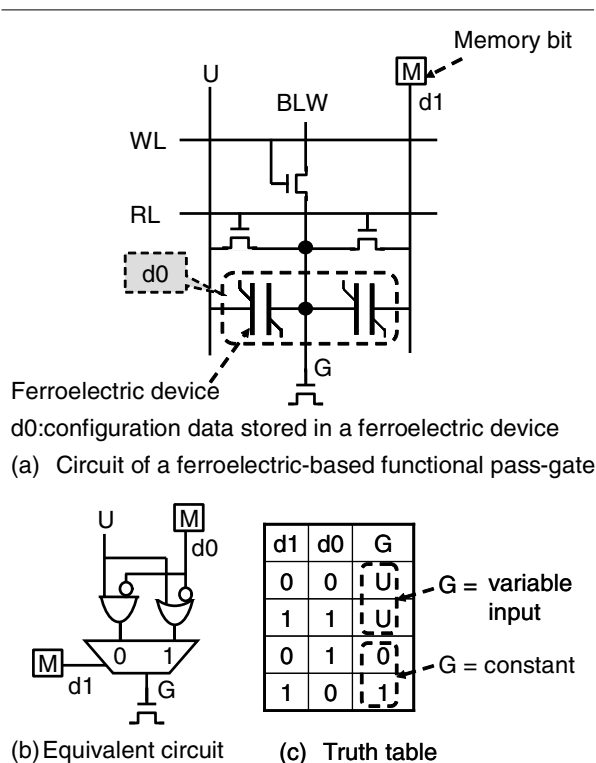 Memory bit
U
M
BLW
d1
WL
RL
d0
G
Ferroelectric device
d0:configuration data stored in a ferroelectric device
(a) Circuit of a ferroelectric-based functional pass-gate
U
M
d0
0 1
M
d1
G
(b) Equivalent circuit
d1 d0 G
0 0 U
1 1 U
0 1 0
1 0 1
G = variable
input
G = constant
(c) Truth table